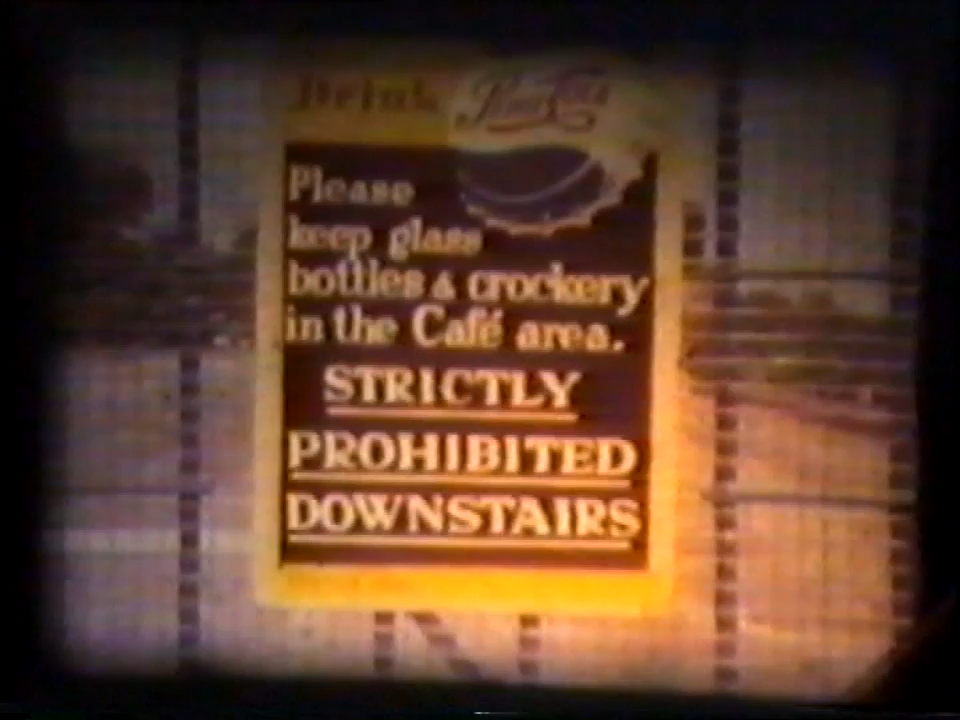 Drink Pepsi-Cola
Please
keep glass
bottles & crockery
in the Café area.
STRICTLY
PROHIBITED
DOWNSTAIRS